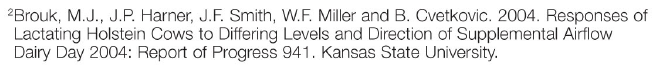 ²Brouk, M.J., J.P. Harner, J.F. Smith, W.F. Miller and B. Cvetkovic. 2004. Responses of
Lactating Holstein Cows to Differing Levels and Direction of Supplemental Airflow
Dairy Day 2004: Report of Progress 941. Kansas State University.